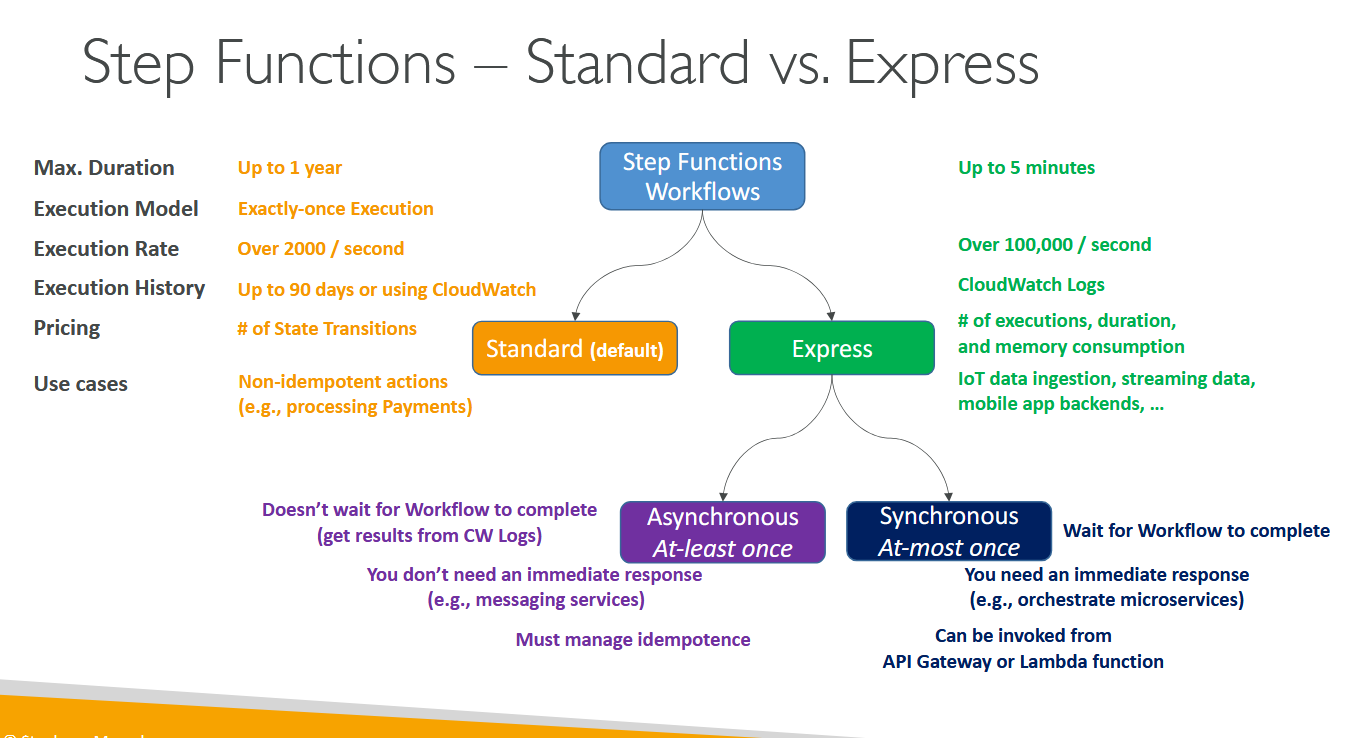 Step Functions – Standard vs. Express
Max. Duration
Up to 1 year
Step Functions
Workflows
Up to 5 minutes
Execution Model
Exactly-once Execution
Execution Rate
Over 2000 / second
Over 100,000 / second
Execution History
Up to 90 days or using CloudWatch
CloudWatch Logs
Pricing
# of State Transitions
# of executions, duration,
and memory consumption
Standard (default)
Express
Use cases
Non-idempotent actions
(e.g., processing Payments)
IoT data ingestion, streaming data,
mobile app backends, ...
Doesn't wait for Workflow to complete
(get results from CW Logs)
Asynchronous
At-least once
Synchronous
At-most once
Wait for Workflow to complete
You don't need an immediate response
(e.g., messaging services)
You need an immediate response
(e.g., orchestrate microservices)
Must manage idempotence
Can be invoked from
API Gateway or Lambda function